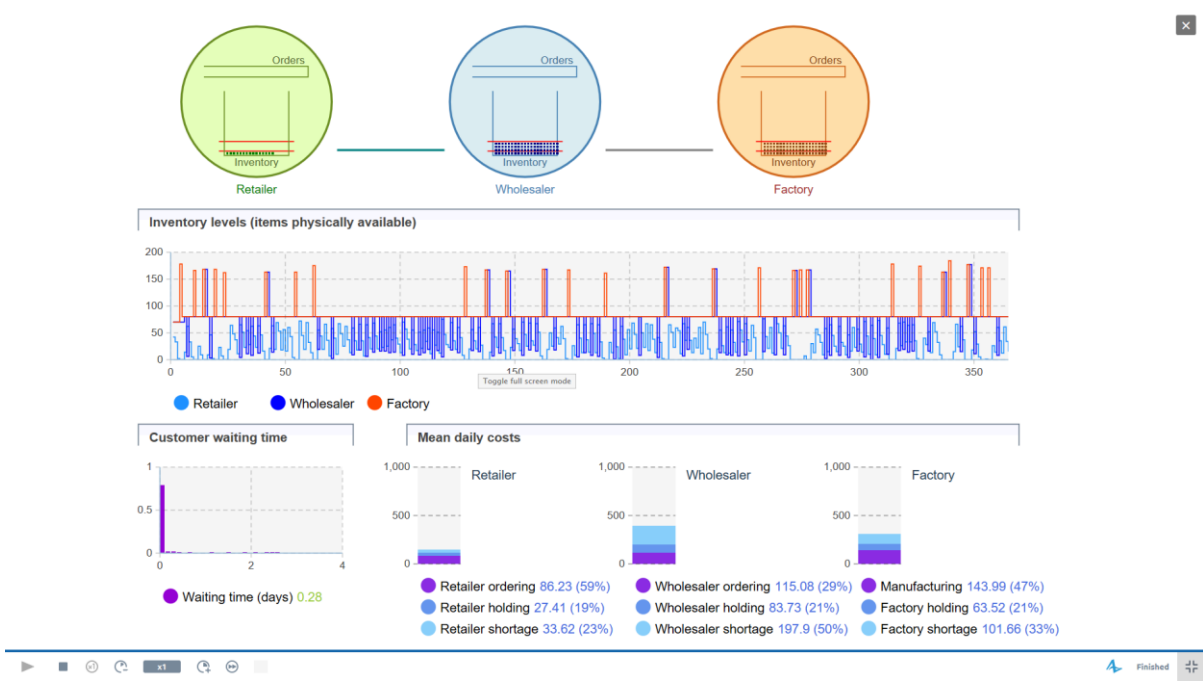 Orders
Orders
Orders
Inventory
Inventory
Inventory
Retailer
Wholesaler
Factory
Inventory levels (items physically available)
200
150
100
50
0
0 50 100 150 200 250 300 350
Toggle full screen mode
Retailer Wholesaler Factory
Customer waiting time
1
0.5
0
0 2 4
Waiting time (days) 0.28
Mean daily costs
1,000
500
0
Retailer
Retailer ordering 86.23 (59%)
Retailer holding 27.41 (19%)
Retailer shortage 33.62 (23%)
1,000
500
0
Wholesaler
Wholesaler ordering 115.08 (29%)
Wholesaler holding 83.73 (21%)
Wholesaler shortage 197.9 (50%)
1,000
500
0
Factory
Manufacturing 143.99 (47%)
Factory holding 63.52 (21%)
Factory shortage 101.66 (33%)
x1
x1
Finished